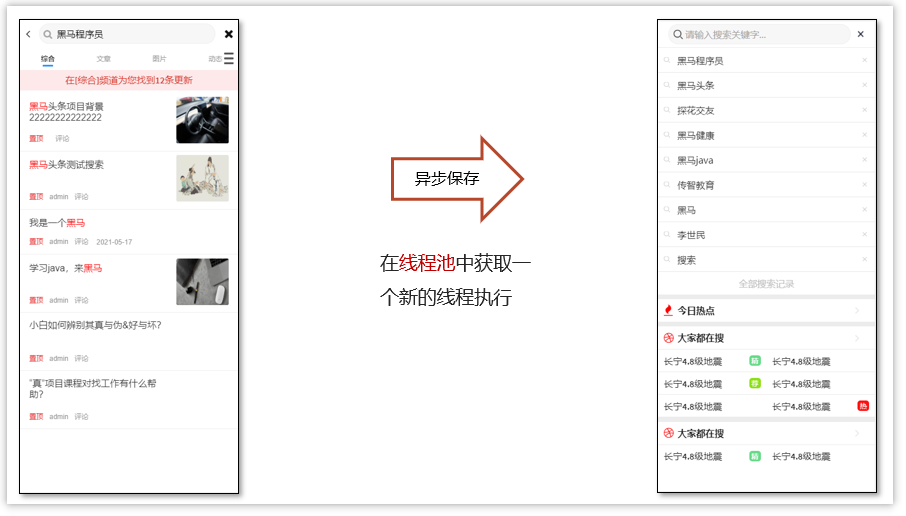 黑马程序员
综合 文章 图片 动态
在[综合]频道为您找到12条更新
黑马头条项目背景
22222222222222
置顶 评论
黑马头条测试搜索
置顶 admin 评论
我是一个黑马
置顶 admin 评论 2021-05-17
学习java，来黑马
置顶 admin 评论
小白如何辨别其真与伪&好与坏?
置顶 admin 评论
“真”项目课程对找工作有什么帮
助？
置顶 admin 评论
异步保存
在线程池中获取一
个新的线程执行
请输入搜索关键字...
黑马程序员
黑马头条
探花交友
黑马健康
黑马java
传智教育
黑马
李世民
搜索
全部搜索记录
今日热点
大家都在搜
长宁4.8级地震 长宁4.8级地震
长宁4.8级地震 荐 长宁4.8级地震
长宁4.8级地震 长宁4.8级地震 热
大家都在搜
长宁4.8级地震 长宁4.8级地震